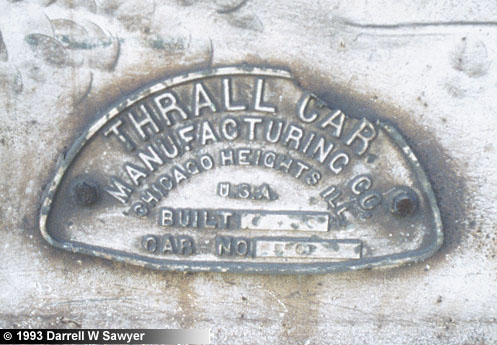 THRALL CAR
MANUFACTURING CO.
CHICAGO HEIGHTS ILL
U.S.A.
BUILT
CAR NO
© 1993 Darrell W Sawyer